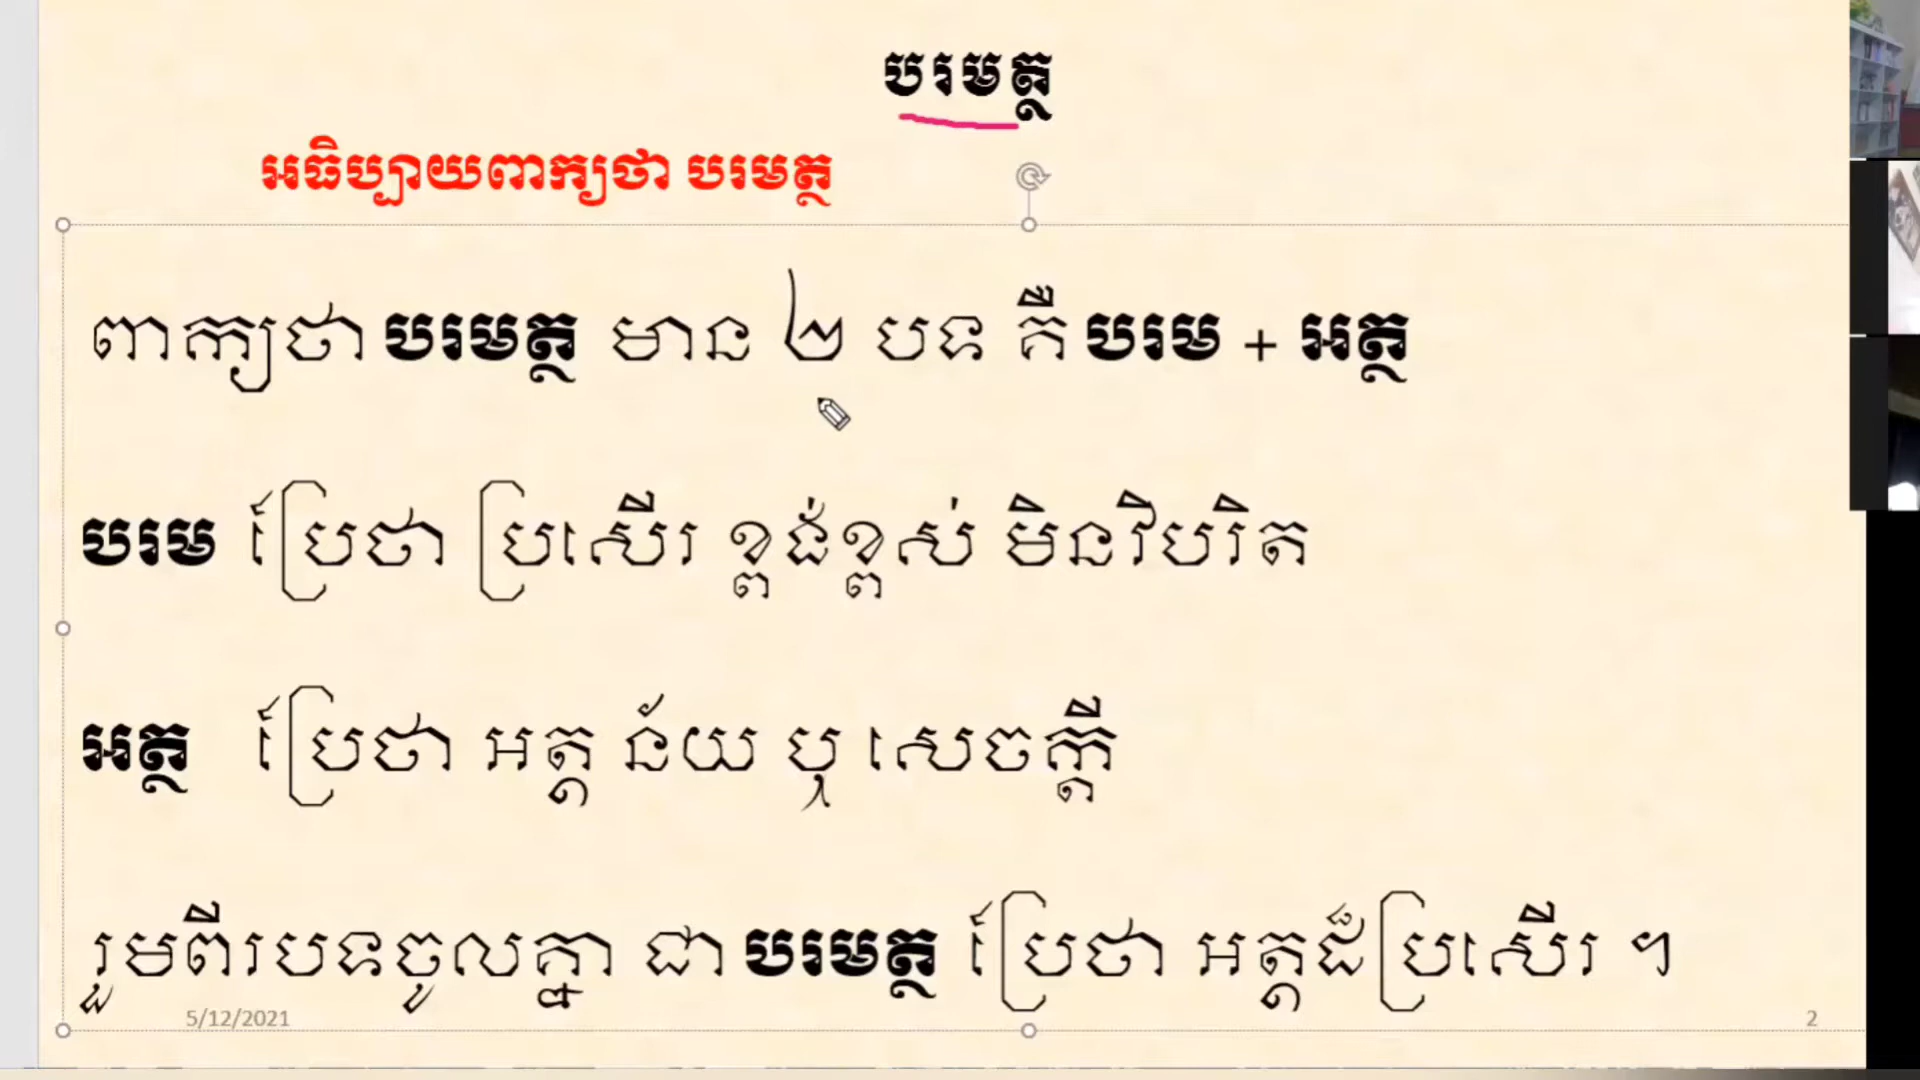 បរមត្ថ
អធិប្បាយពាក្យថា បរមត្ថ
ពាក្យថា បរមត្ថ មាន ២ បទ គឺ បរម + អត្ថ
បរម ប្រែថា ប្រសើរ ខ្ពង់ខ្ពស់ មិនវិបរិត
អត្ថ ប្រែថា អត្ថ ន័យ ឬ សេចក្តី
រួមពីរបទចូលគ្នា ជា បរមត្ថ ប្រែថា អត្ថដ៏ប្រសើរ ។
5/12/2021
2